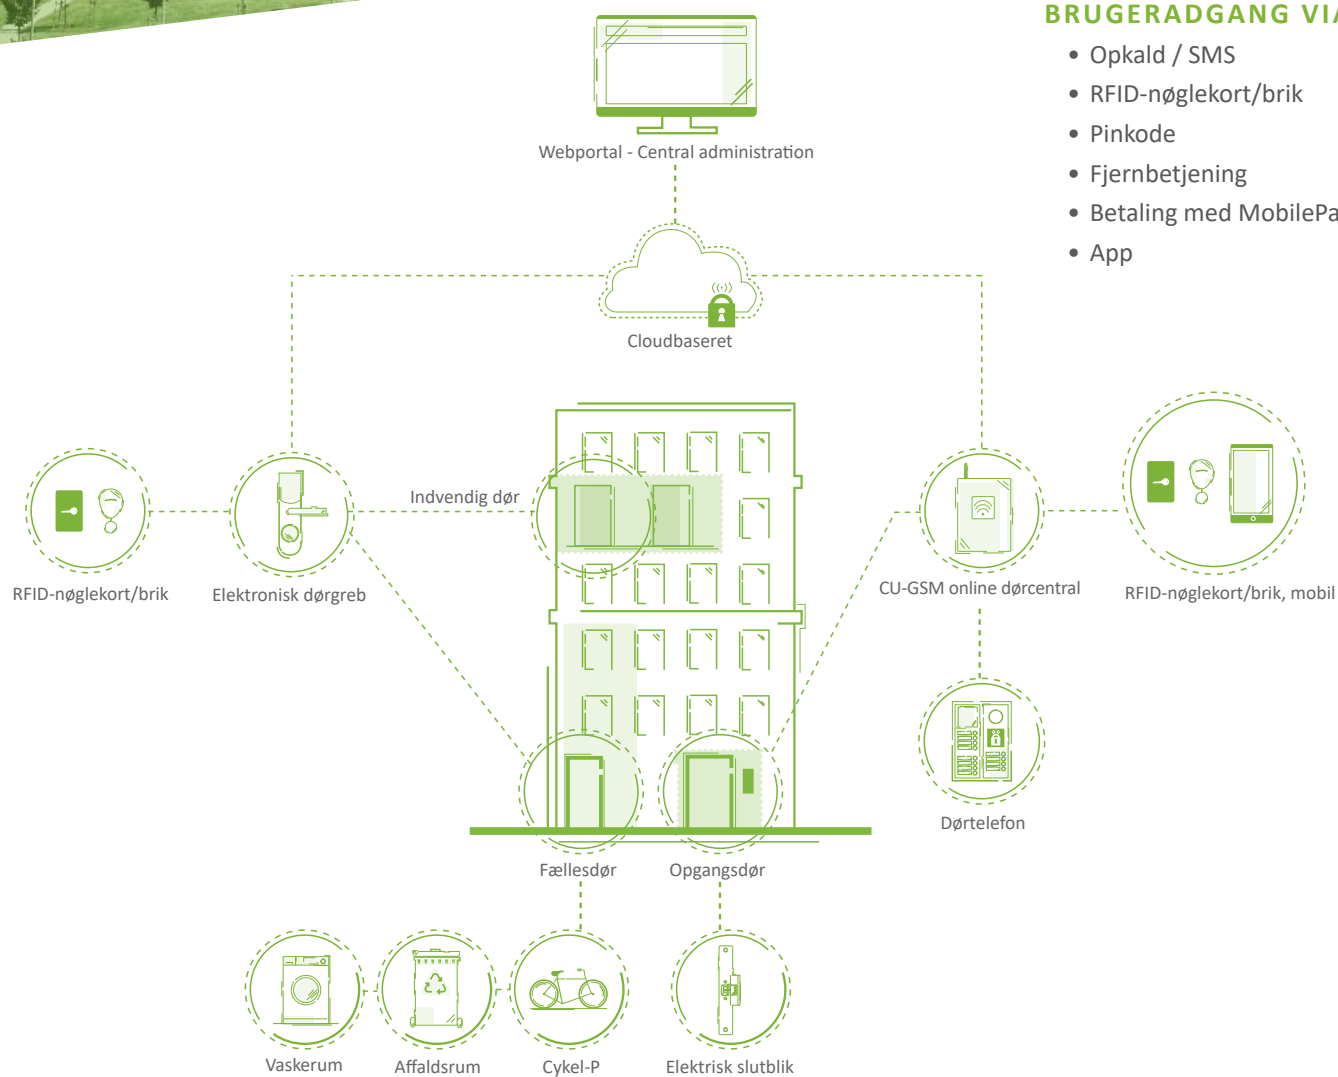 BRUGERADGANG VIA
• Opkald / SMS
• RFID-nøglekort/brik
• Pinkode
• Fjernbetjening
• Betaling med MobilePa
• App
Webportal - Central administration
Cloudbaseret
Indvendig dør
RFID-nøglekort/brik
Elektronisk dørgreb
CU-GSM online dørcentral
RFID-nøglekort/brik, mobil
Dørtelefon
Fællesdør
Opgangsdør
Vaskerum
Affaldsrum
Cykel-P
Elektrisk slutblik